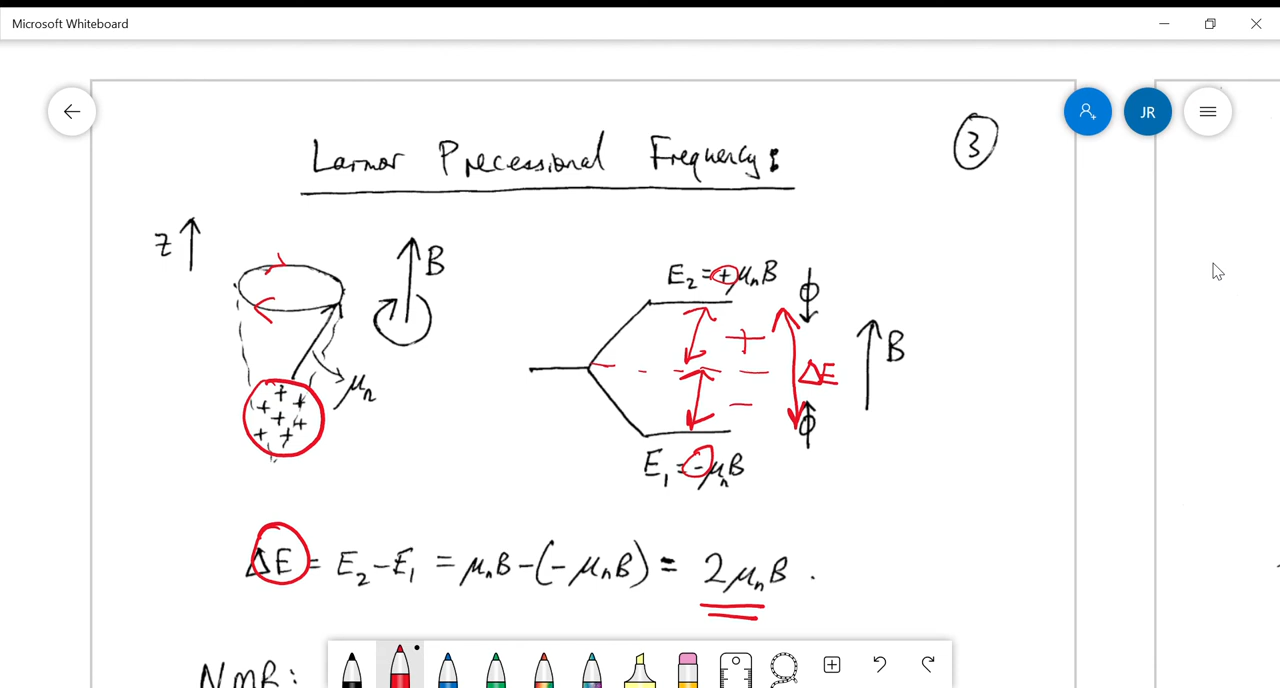 Microsoft Whiteboard
JR
Larmor Precessional Frequency:
3
z
B
μn
+ + + + + + +
E2 = +μnB
+
ΔE
B
-
E1 = -μnB
ΔE = E2 - E1 = μnB - (-μnB) = 2μnB.
NMR: